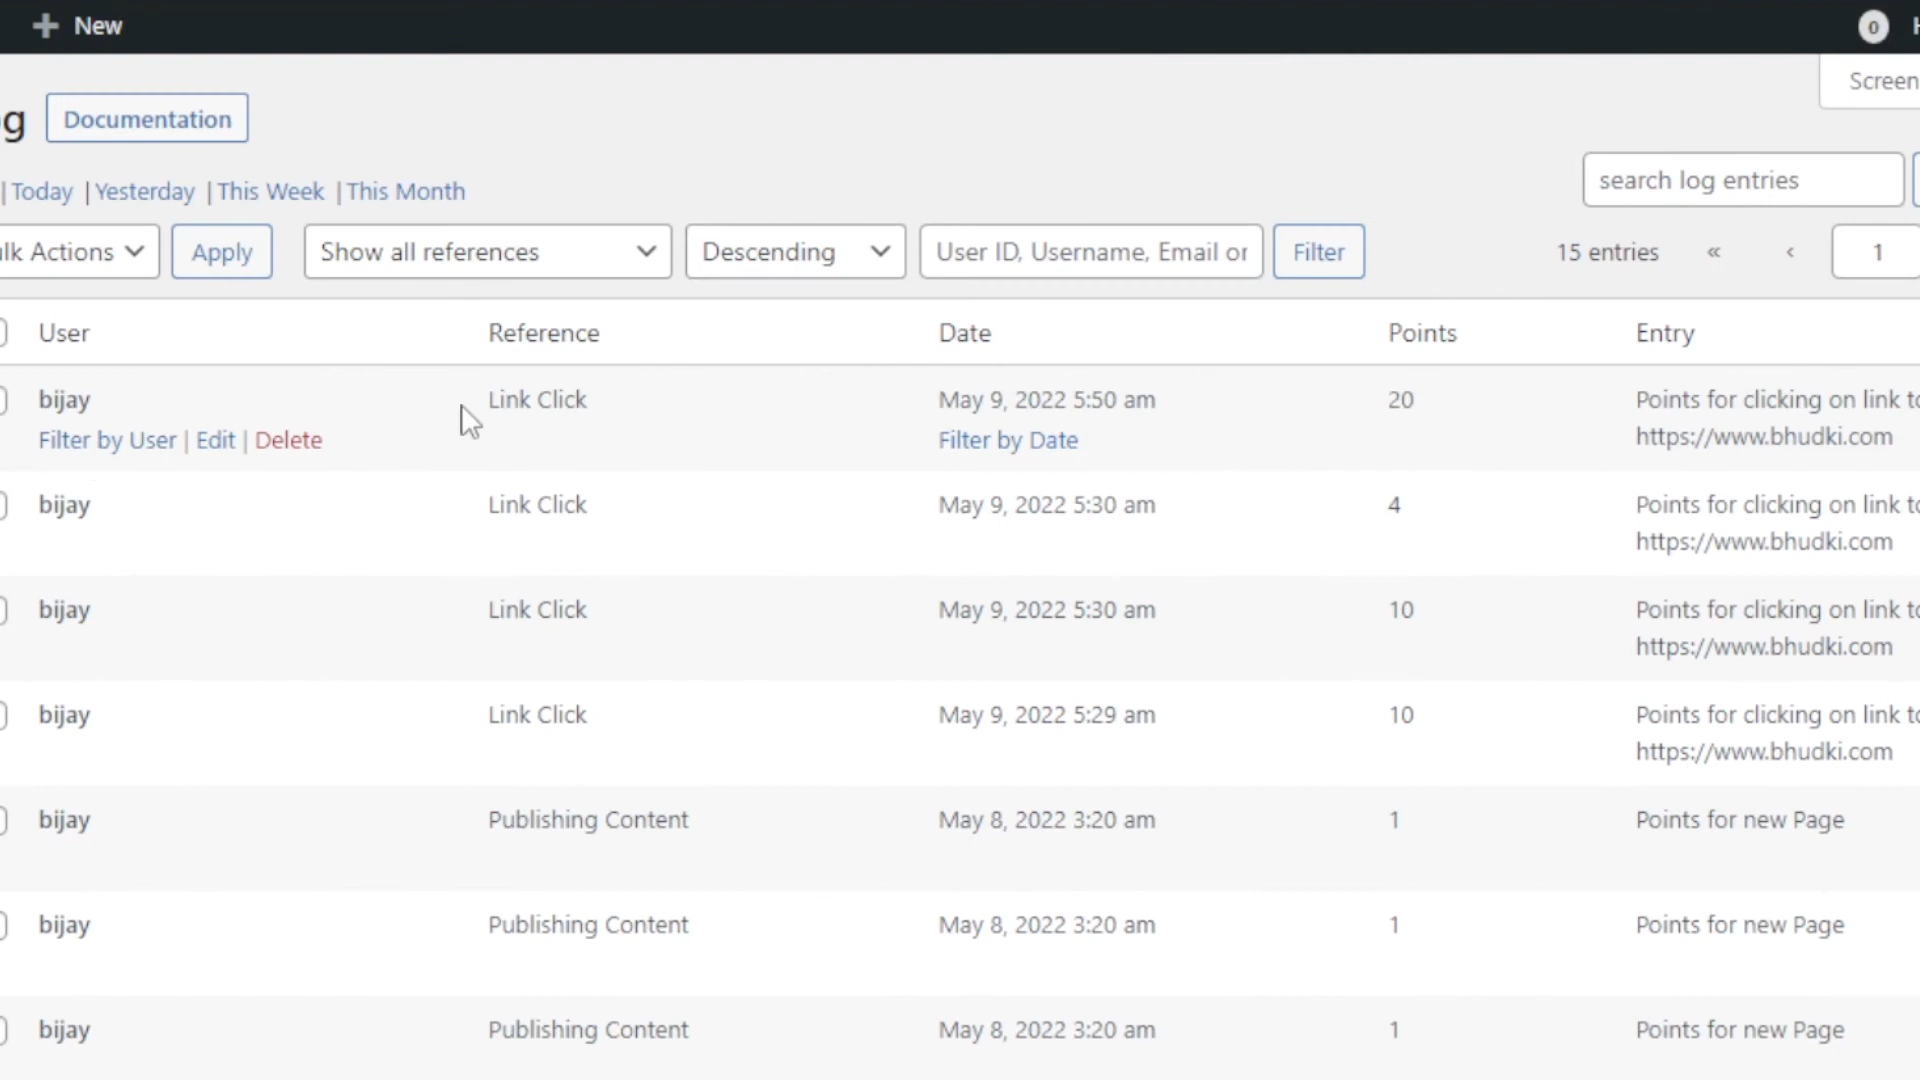 New
0
Documentation
Screen
|Today |Yesterday |This Week |This Month
search log entries
Actions Apply Show all references Descending User ID, Username, Email or Filter 15 entries « ‹ 1
User Reference Date Points Entry
bijay Link Click May 9, 2022 5:50 am 20 Points for clicking on link
Filter by User | Edit | Delete Filter by Date https://www.bhudki.com
bijay Link Click May 9, 2022 5:30 am 4 Points for clicking on link
https://www.bhudki.com
bijay Link Click May 9, 2022 5:30 am 10 Points for clicking on link
https://www.bhudki.com
bijay Link Click May 9, 2022 5:29 am 10 Points for clicking on link
https://www.bhudki.com
bijay Publishing Content May 8, 2022 3:20 am 1 Points for new Page
bijay Publishing Content May 8, 2022 3:20 am 1 Points for new Page
bijay Publishing Content May 8, 2022 3:20 am 1 Points for new Page